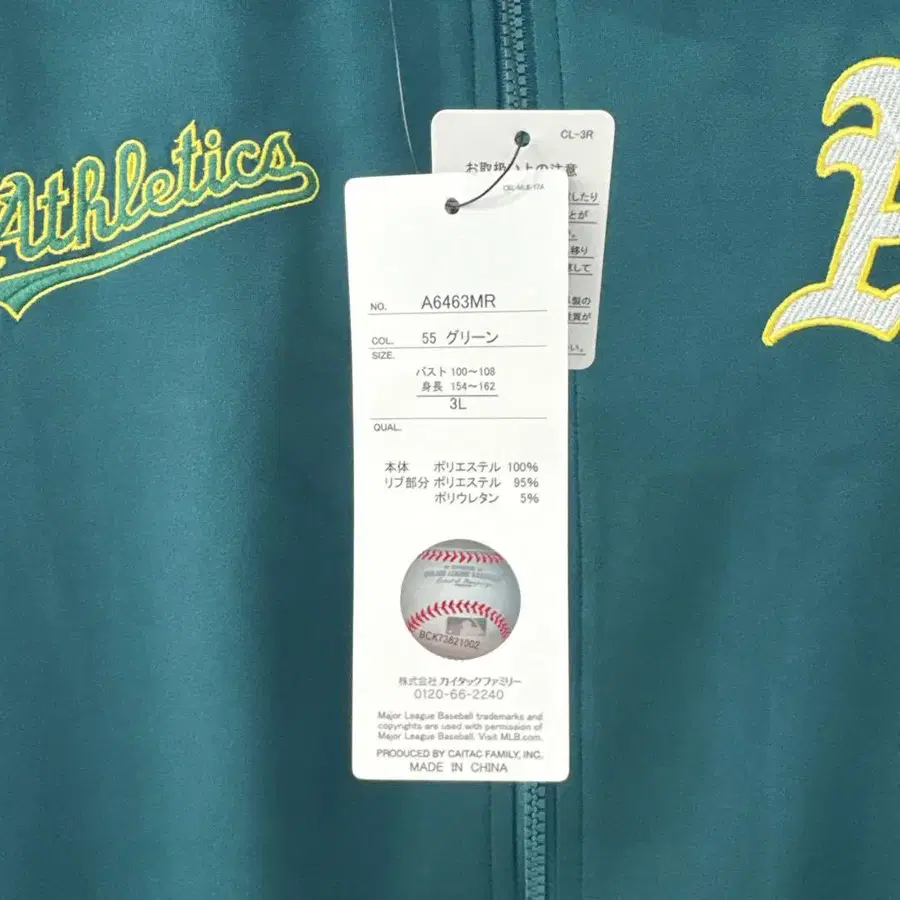 Athletics
CL-3R
お取扱い上の注意
CEL-MLB-17A
NO. A6463MR
COL. 55 グリーン
SIZE.
バスト 100～108
身長 154～162
3L
QUAL.
本体 ポリエステル 100%
リブ部分 ポリエステル 95%
ポリウレタン 5%
BCK73821002
株式会社 カイタックファミリー
0120-66-2240
Major League Baseball trademarks and
copyrights are used with permission of
Major League Baseball. Visit MLB.com.
PRODUCED BY CAITAC FAMILY, INC.
MADE IN CHINA